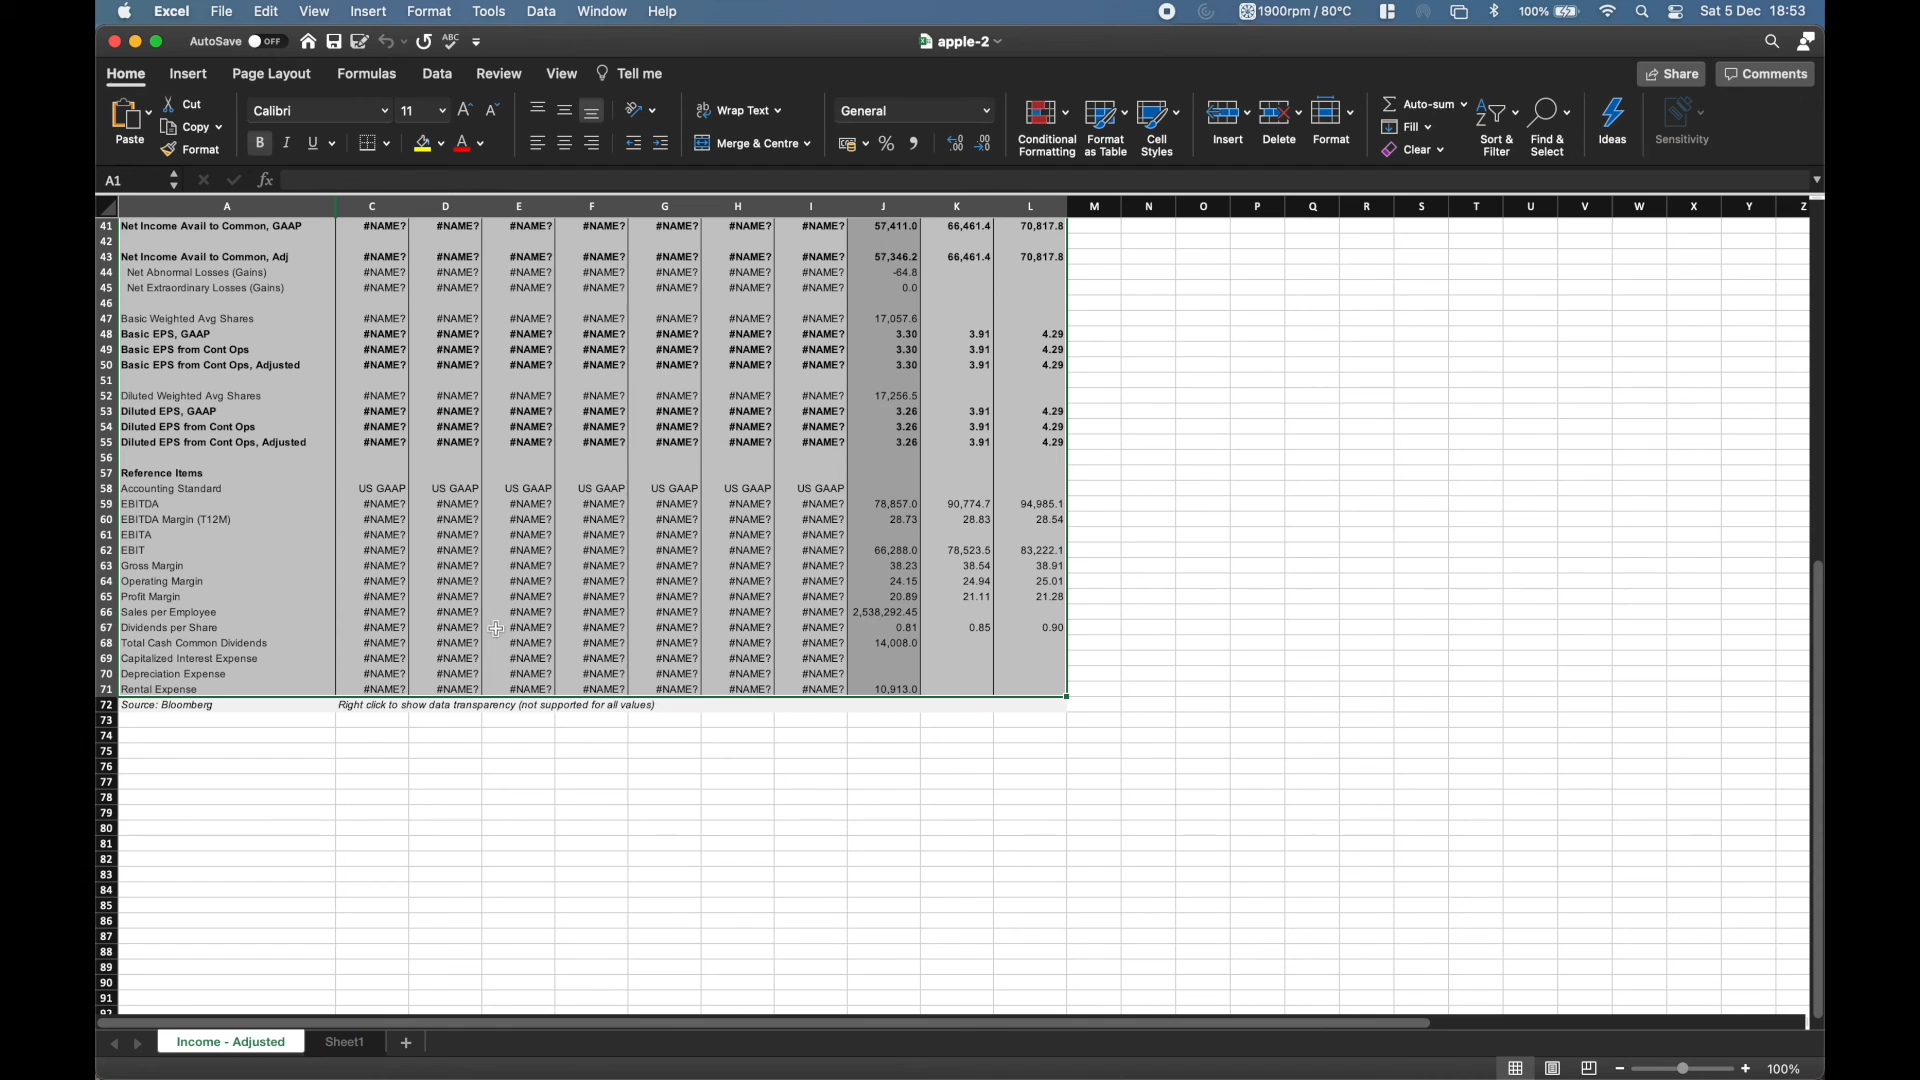 Excel File Edit View Insert Format Tools Data Window Help 1900rpm / 80°C 100% Sat 5 Dec 18:53
AutoSave OFF ABC apple-2
Home Insert Page Layout Formulas Data Review View Tell me Share Comments
Paste Cut Copy Format Calibri 11 Wrap Text Merge & Centre General Conditional Formatting Format as Table Cell Styles Insert Delete Format Auto-sum Fill Clear Sort & Filter Find & Select Ideas Sensitivity
A1 fx
A C D E F G H I J K L M N O P Q R S T U V W X Y Z
41 Net Income Avail to Common, GAAP #NAME? #NAME? #NAME? #NAME? #NAME? #NAME? #NAME? 57,411.0 66,461.4 70,817.8
42
43 Net Income Avail to Common, Adj #NAME? #NAME? #NAME? #NAME? #NAME? #NAME? #NAME? 57,346.2 66,461.4 70,817.8
44 Net Abnormal Losses (Gains) #NAME? #NAME? #NAME? #NAME? #NAME? #NAME? #NAME? -64.8
45 Net Extraordinary Losses (Gains) #NAME? #NAME? #NAME? #NAME? #NAME? #NAME? #NAME? 0.0
46
47 Basic Weighted Avg Shares #NAME? #NAME? #NAME? #NAME? #NAME? #NAME? #NAME? 17,057.6
48 Basic EPS, GAAP #NAME? #NAME? #NAME? #NAME? #NAME? #NAME? #NAME? 3.30 3.91 4.29
49 Basic EPS from Cont Ops #NAME? #NAME? #NAME? #NAME? #NAME? #NAME? #NAME? 3.30 3.91 4.29
50 Basic EPS from Cont Ops, Adjusted #NAME? #NAME? #NAME? #NAME? #NAME? #NAME? #NAME? 3.30 3.91 4.29
51
52 Diluted Weighted Avg Shares #NAME? #NAME? #NAME? #NAME? #NAME? #NAME? #NAME? 17,256.5
53 Diluted EPS, GAAP #NAME? #NAME? #NAME? #NAME? #NAME? #NAME? #NAME? 3.26 3.91 4.29
54 Diluted EPS from Cont Ops #NAME? #NAME? #NAME? #NAME? #NAME? #NAME? #NAME? 3.26 3.91 4.29
55 Diluted EPS from Cont Ops, Adjusted #NAME? #NAME? #NAME? #NAME? #NAME? #NAME? #NAME? 3.26 3.91 4.29
56
57 Reference Items
58 Accounting Standard US GAAP US GAAP US GAAP US GAAP US GAAP US GAAP US GAAP
59 EBITDA #NAME? #NAME? #NAME? #NAME? #NAME? #NAME? #NAME? 78,857.0 90,774.7 94,985.1
60 EBITDA Margin (T12M) #NAME? #NAME? #NAME? #NAME? #NAME? #NAME? #NAME? 28.73 28.83 28.54
61 EBITA #NAME? #NAME? #NAME? #NAME? #NAME? #NAME? #NAME?
62 EBIT #NAME? #NAME? #NAME? #NAME? #NAME? #NAME? #NAME? 66,288.0 78,523.5 83,222.1
63 Gross Margin #NAME? #NAME? #NAME? #NAME? #NAME? #NAME? #NAME? 38.23 38.54 38.91
64 Operating Margin #NAME? #NAME? #NAME? #NAME? #NAME? #NAME? #NAME? 24.15 24.94 25.01
65 Profit Margin #NAME? #NAME? #NAME? #NAME? #NAME? #NAME? #NAME? 20.89 21.11 21.28
66 Sales per Employee #NAME? #NAME? #NAME? #NAME? #NAME? #NAME? #NAME? 2,538,292.45
67 Dividends per Share #NAME? #NAME? #NAME? #NAME? #NAME? #NAME? #NAME? 0.81 0.85 0.90
68 Total Cash Common Dividends #NAME? #NAME? #NAME? #NAME? #NAME? #NAME? #NAME? 14,008.0
69 Capitalized Interest Expense #NAME? #NAME? #NAME? #NAME? #NAME? #NAME? #NAME?
70 Depreciation Expense #NAME? #NAME? #NAME? #NAME? #NAME? #NAME? #NAME?
71 Rental Expense #NAME? #NAME? #NAME? #NAME? #NAME? #NAME? #NAME? 10,913.0
72 Source: Bloomberg Right click to show data transparency (not supported for all values)
73
74
75
76
77
78
79
80
81
82
83
84
85
86
87
88
89
90
91
92
Income - Adjusted Sheet1
100%